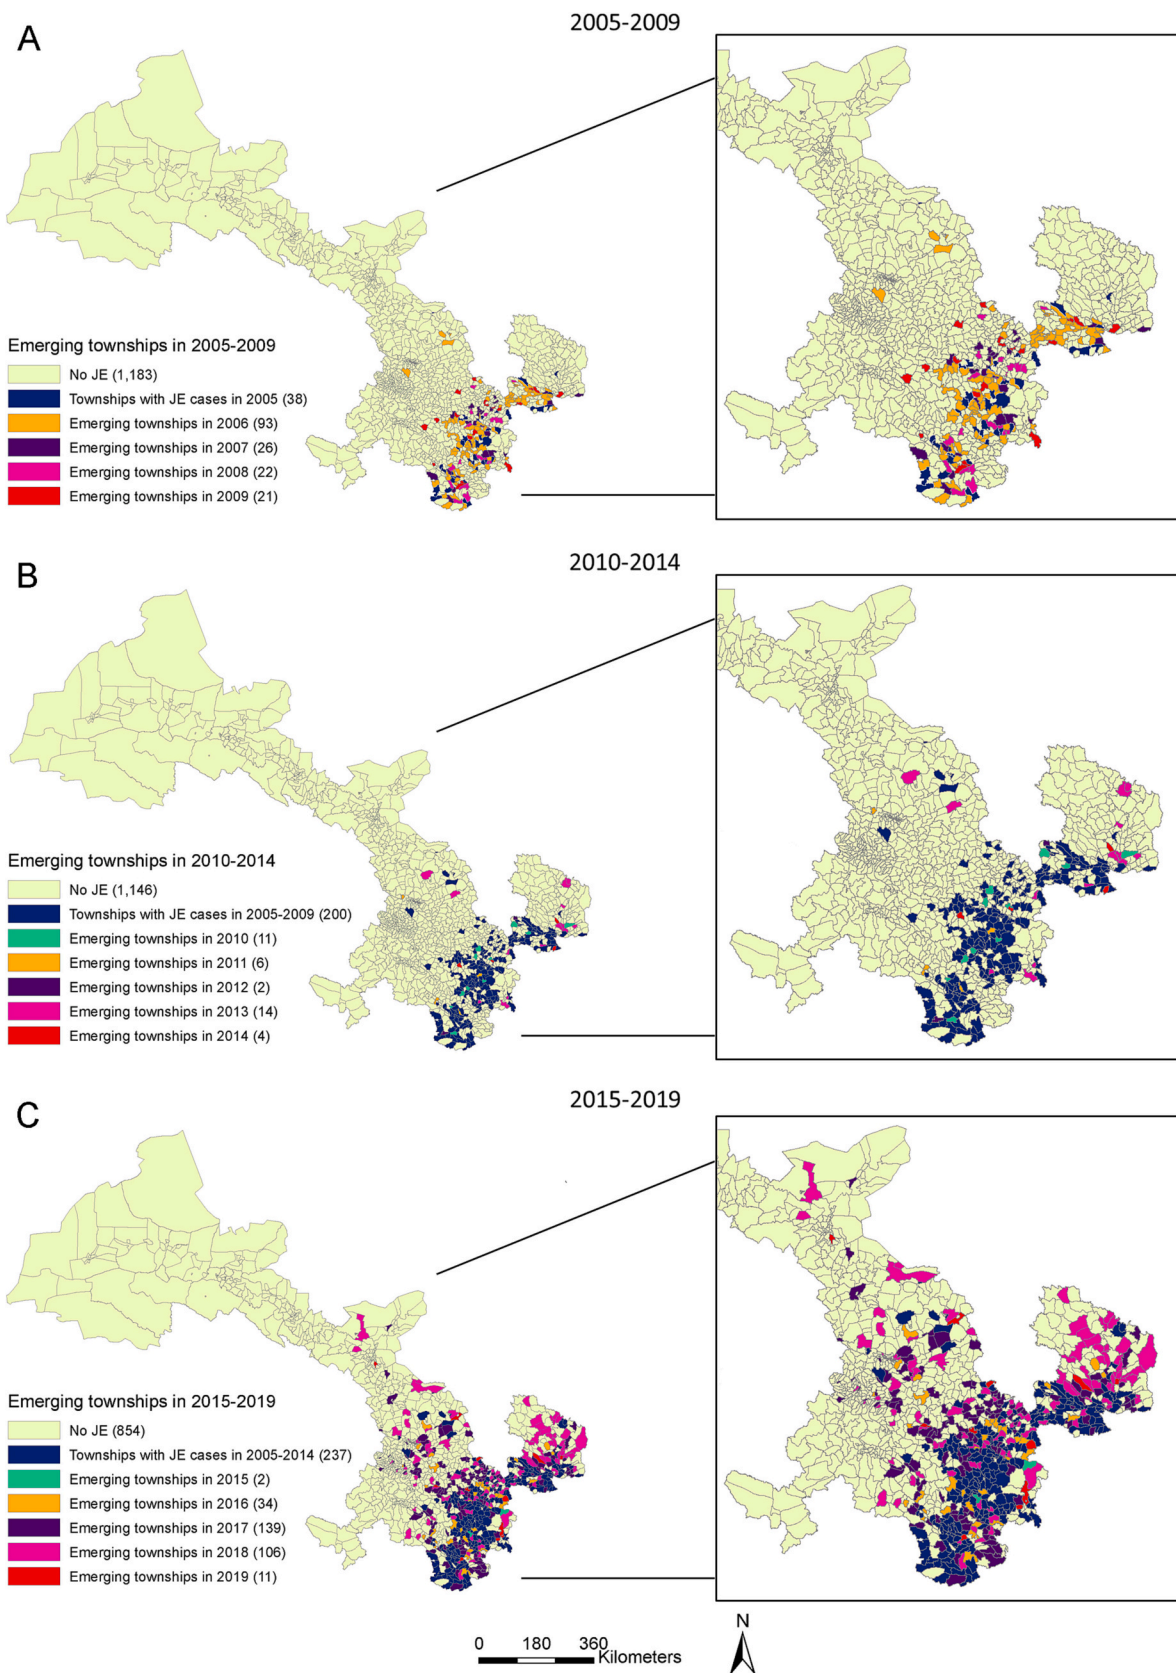 A
2005-2009
Emerging townships in 2005-2009
No JE (1,183)
Townships with JE cases in 2005 (38)
Emerging townships in 2006 (93)
Emerging townships in 2007 (26)
Emerging townships in 2008 (22)
Emerging townships in 2009 (21)
B
2010-2014
Emerging townships in 2010-2014
No JE (1,146)
Townships with JE cases in 2005-2009 (200)
Emerging townships in 2010 (11)
Emerging townships in 2011 (6)
Emerging townships in 2012 (2)
Emerging townships in 2013 (14)
Emerging townships in 2014 (4)
C
2015-2019
Emerging townships in 2015-2019
No JE (854)
Townships with JE cases in 2005-2014 (237)
Emerging townships in 2015 (2)
Emerging townships in 2016 (34)
Emerging townships in 2017 (139)
Emerging townships in 2018 (106)
Emerging townships in 2019 (11)
0 180 360
Kilometers
N